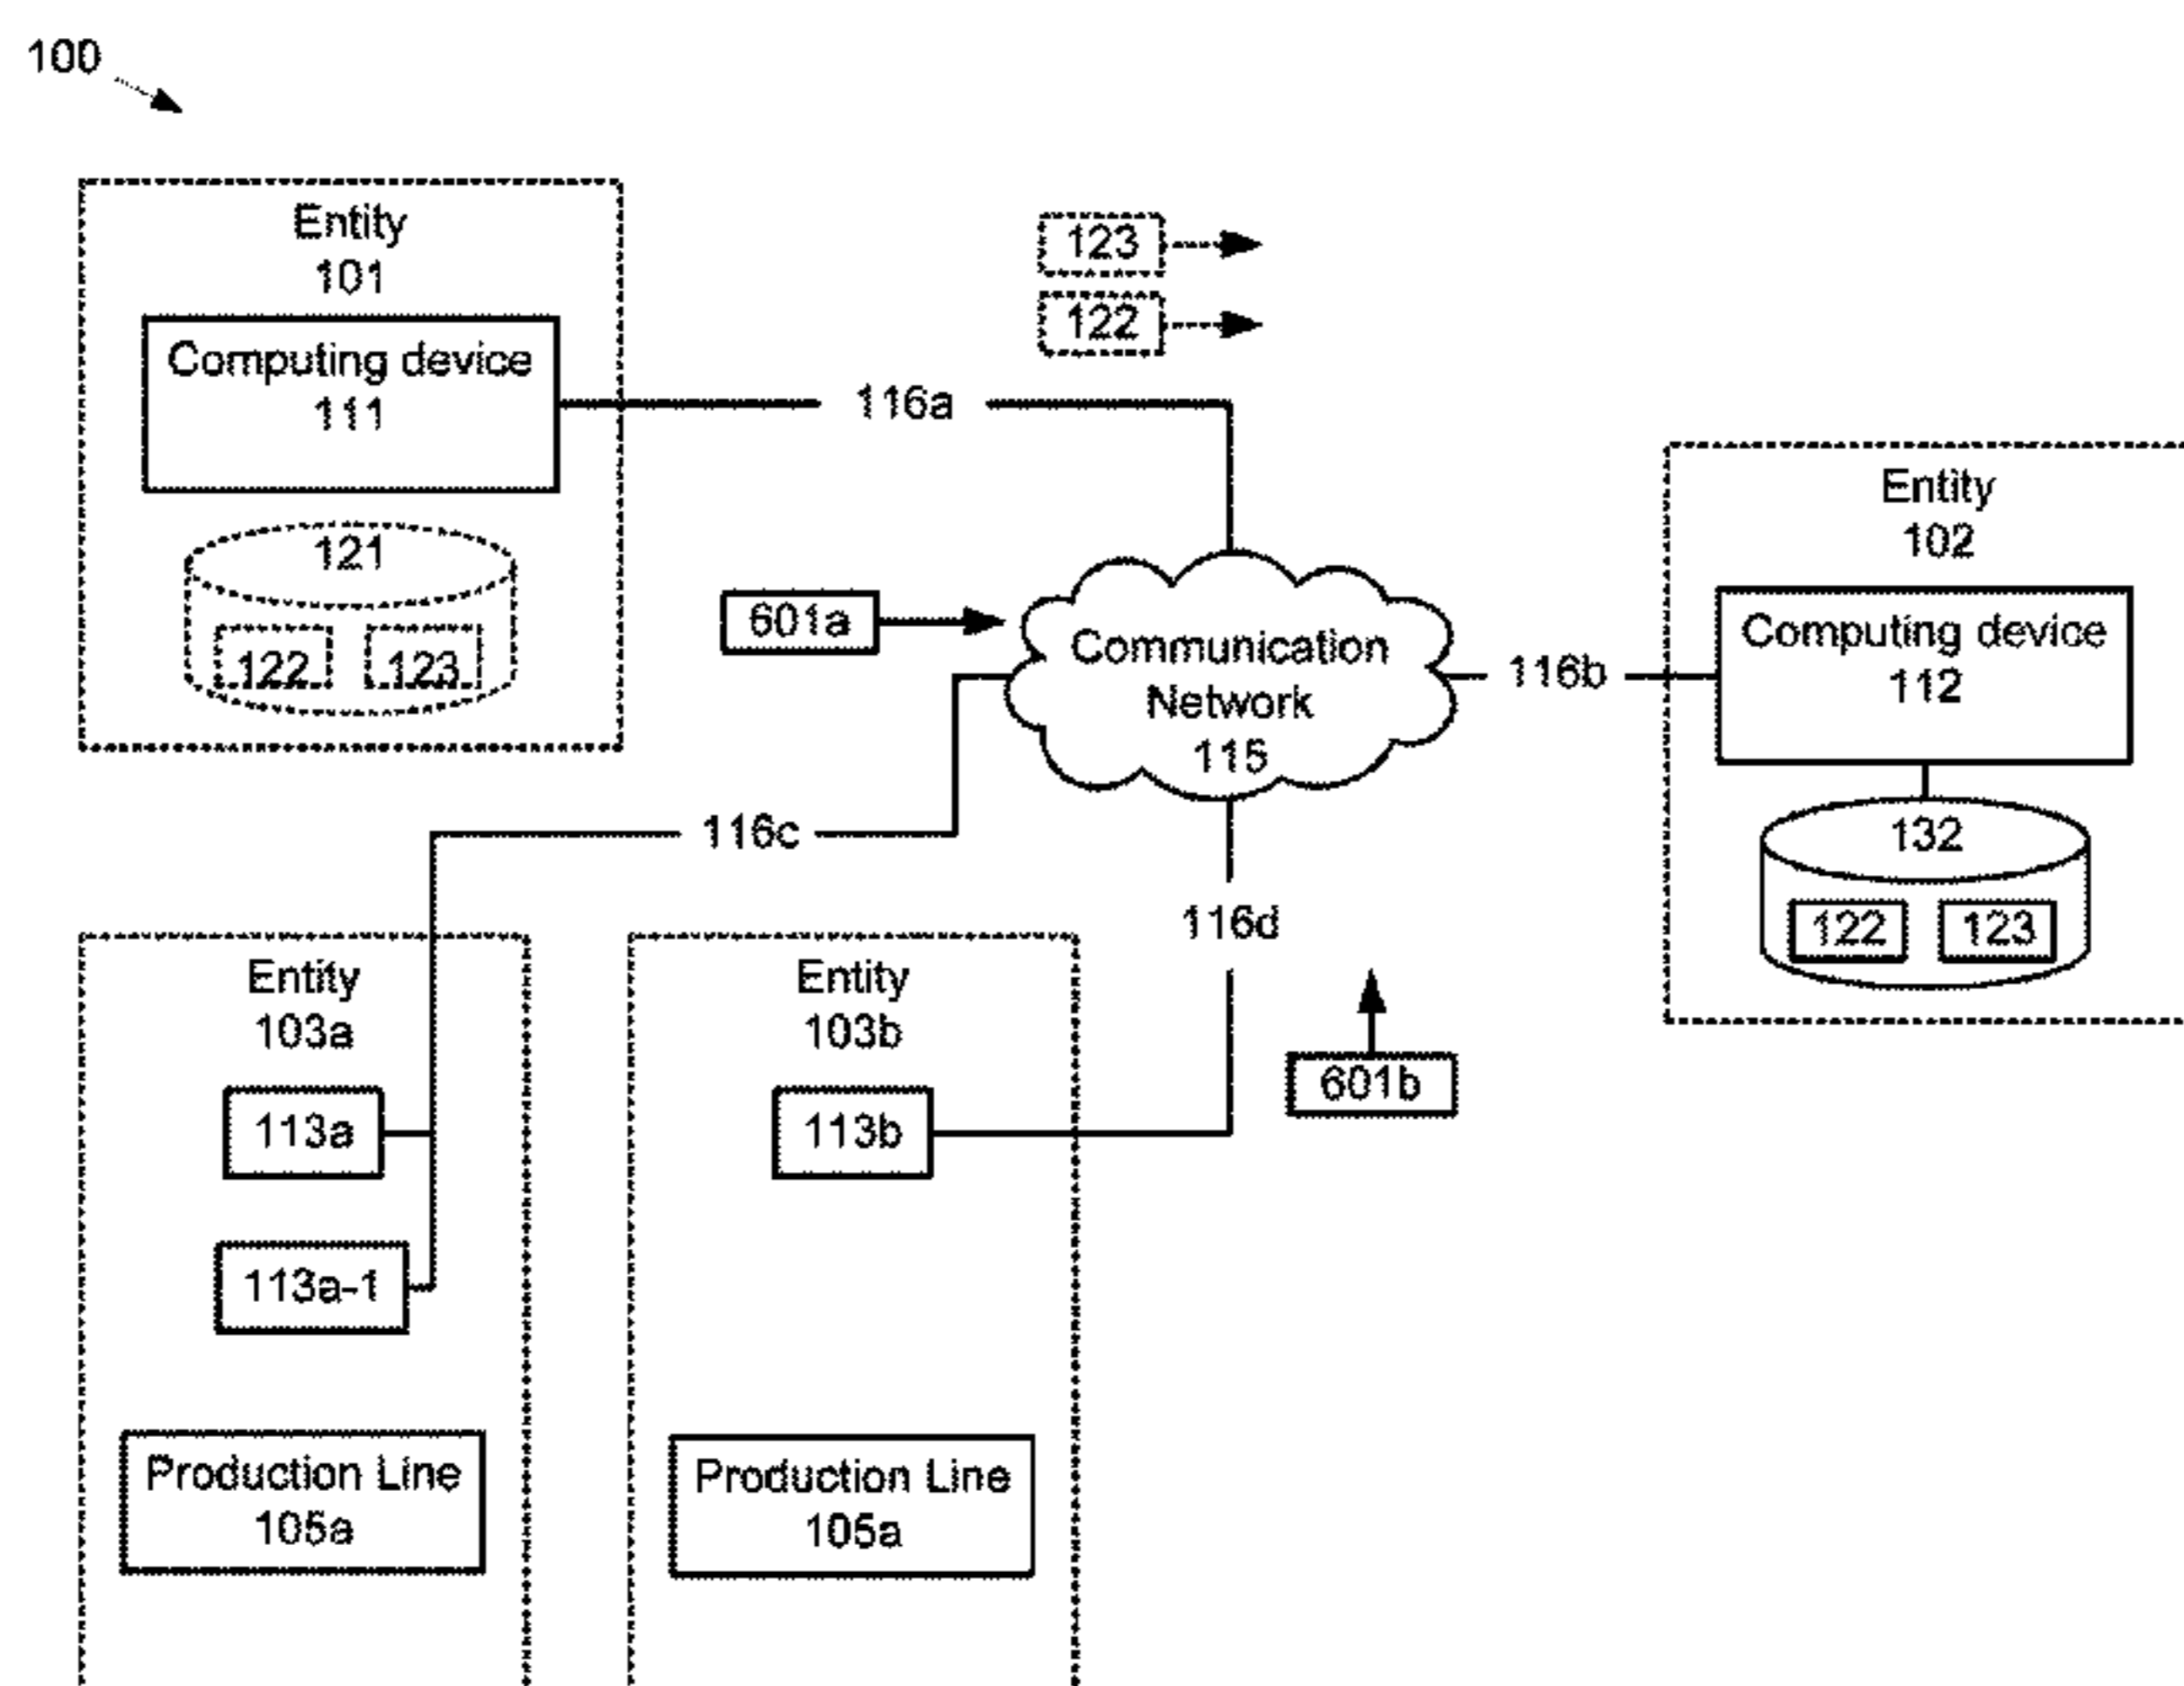 100
Entity
101
Computing device
111
121
122 123
123
122
116a
601a
Communication
Network
115
116b
Entity
102
Computing device
112
132
122 123
116c
116d
601b
Entity
103a
113a
113a-1
Production Line
105a
Entity
103b
113b
Production Line
105a